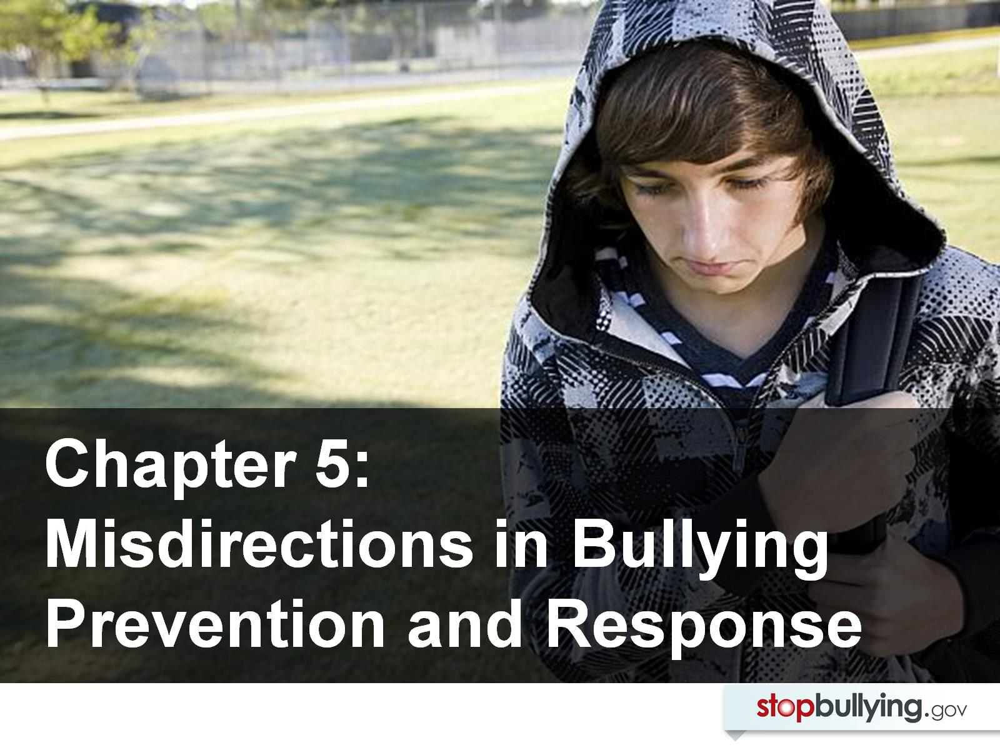 Chapter 5:
Misdirections in Bullying
Prevention and Response
stopbullying.gov